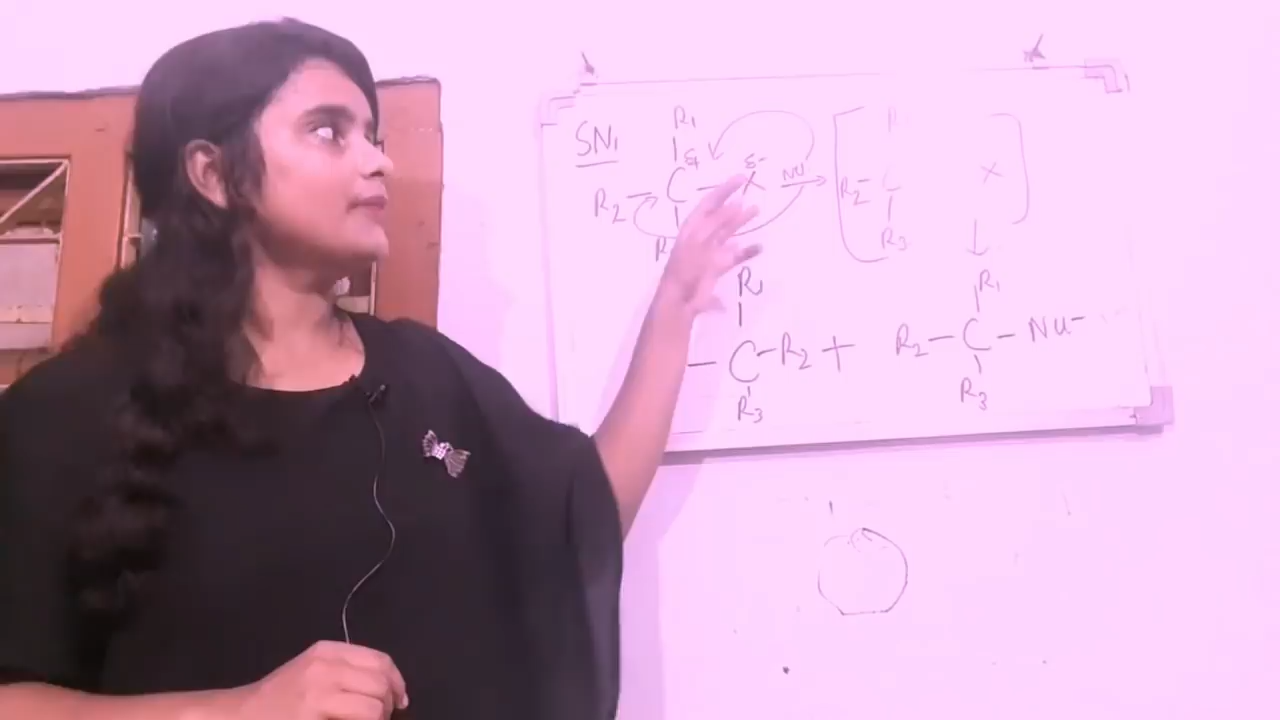 SN1
R1
R2 — C δ+ — X δ- Nu →
R
[ R
R2 – C X
R3 ]
↓
R1
— C – R2 +
R3
R1
R2 — C — Nu-
R3